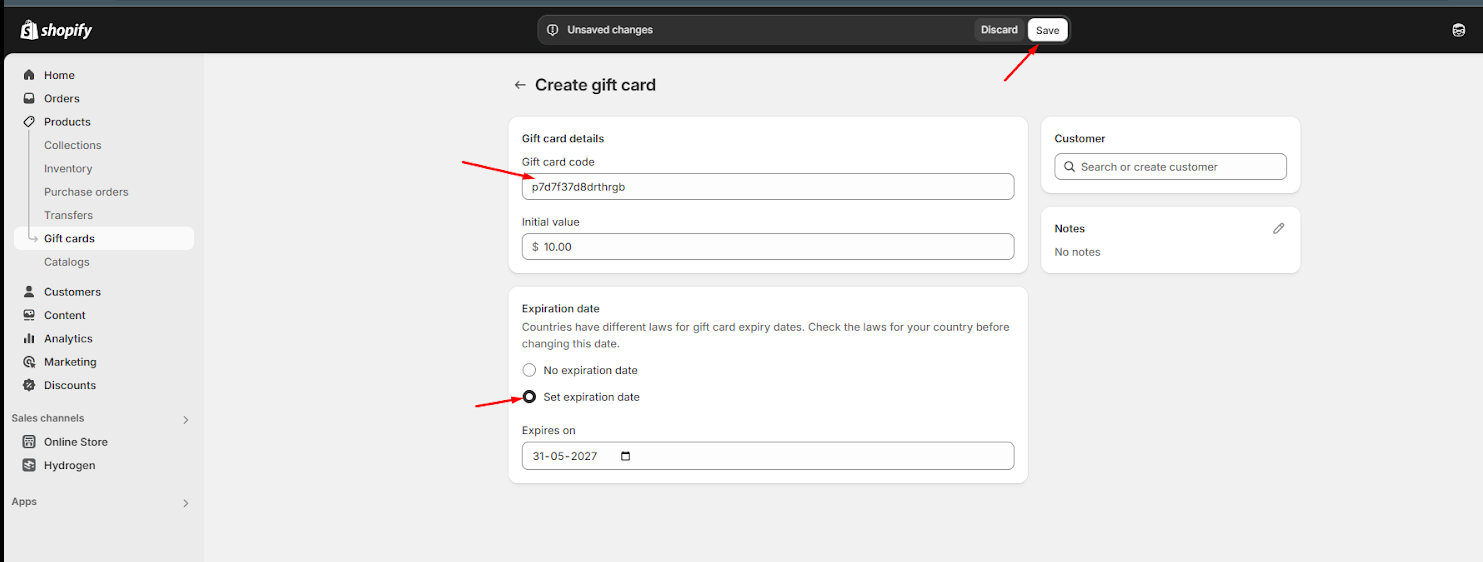 shopify
Unsaved changes
Discard
Save
Home
Orders
Products
Collections
Inventory
Purchase orders
Transfers
Gift cards
Catalogs
Customers
Content
Analytics
Marketing
Discounts
Sales channels
Online Store
Hydrogen
Apps
Create gift card
Gift card details
Gift card code
p7d7f37d8drthrgb
Initial value
$ 10.00
Expiration date
Countries have different laws for gift card expiry dates. Check the laws for your country before
changing this date.
No expiration date
Set expiration date
Expires on
31-05-2027
Customer
Search or create customer
Notes
No notes